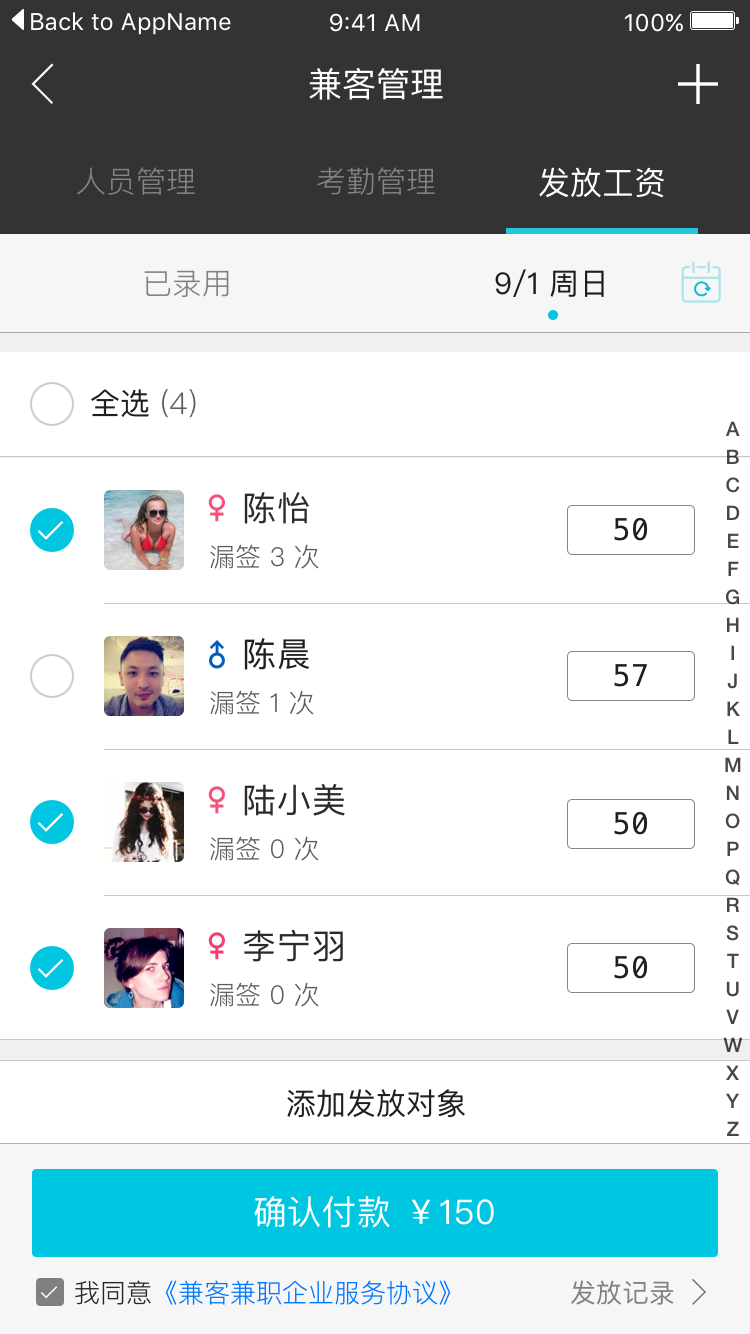 Back to AppName 9:41 AM 100%
兼客管理
人员管理 考勤管理 发放工资
已录用 9/1 周日
全选 (4)
陈怡
漏签 3 次
50
陈晨
漏签 1 次
57
陆小美
漏签 0 次
50
李宁羽
漏签 0 次
50
A
B
C
D
E
F
G
H
I
J
K
L
M
N
O
P
Q
R
S
T
U
V
W
X
Y
Z
添加发放对象
确认付款 ¥150
我同意《兼客兼职企业服务协议》 发放记录